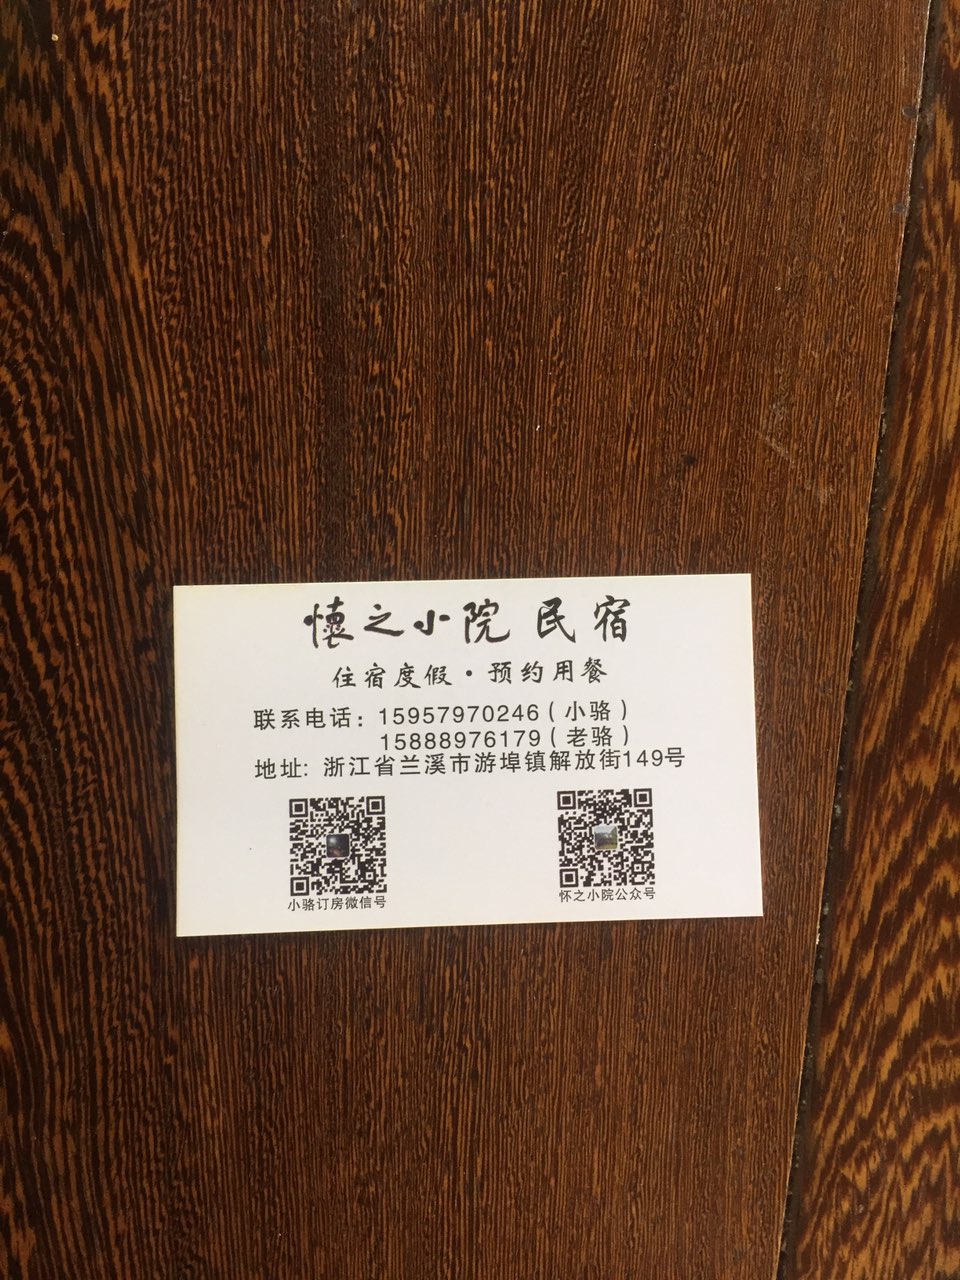 懷之小院 民宿
住宿度假·预约用餐
联系电话：15957970246（小骆）
15888976179（老骆）
地址：浙江省兰溪市游埠镇解放街149号
小骆订房微信号
怀之小院公众号